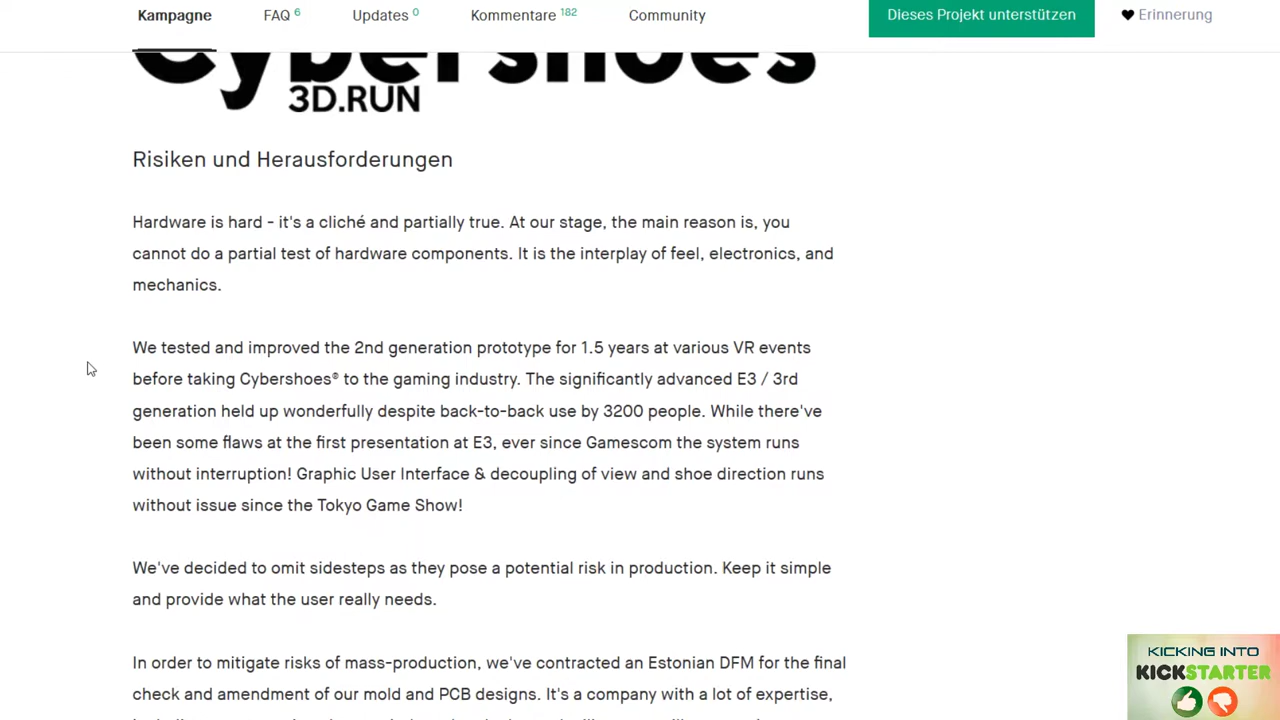 Kampagne
FAQ 6
Updates 0
Kommentare 182
Community
Dieses Projekt unterstützen
Erinnerung
Cybershoes
3D.RUN
Risiken und Herausforderungen
Hardware is hard - it's a cliché and partially true. At our stage, the main reason is, you
cannot do a partial test of hardware components. It is the interplay of feel, electronics, and
mechanics.
We tested and improved the 2nd generation prototype for 1.5 years at various VR events
before taking Cybershoes® to the gaming industry. The significantly advanced E3 / 3rd
generation held up wonderfully despite back-to-back use by 3200 people. While there've
been some flaws at the first presentation at E3, ever since Gamescom the system runs
without interruption! Graphic User Interface & decoupling of view and shoe direction runs
without issue since the Tokyo Game Show!
We've decided to omit sidesteps as they pose a potential risk in production. Keep it simple
and provide what the user really needs.
In order to mitigate risks of mass-production, we've contracted an Estonian DFM for the final
check and amendment of our mold and PCB designs. It's a company with a lot of expertise,
KICKING INTO
KICKSTARTER